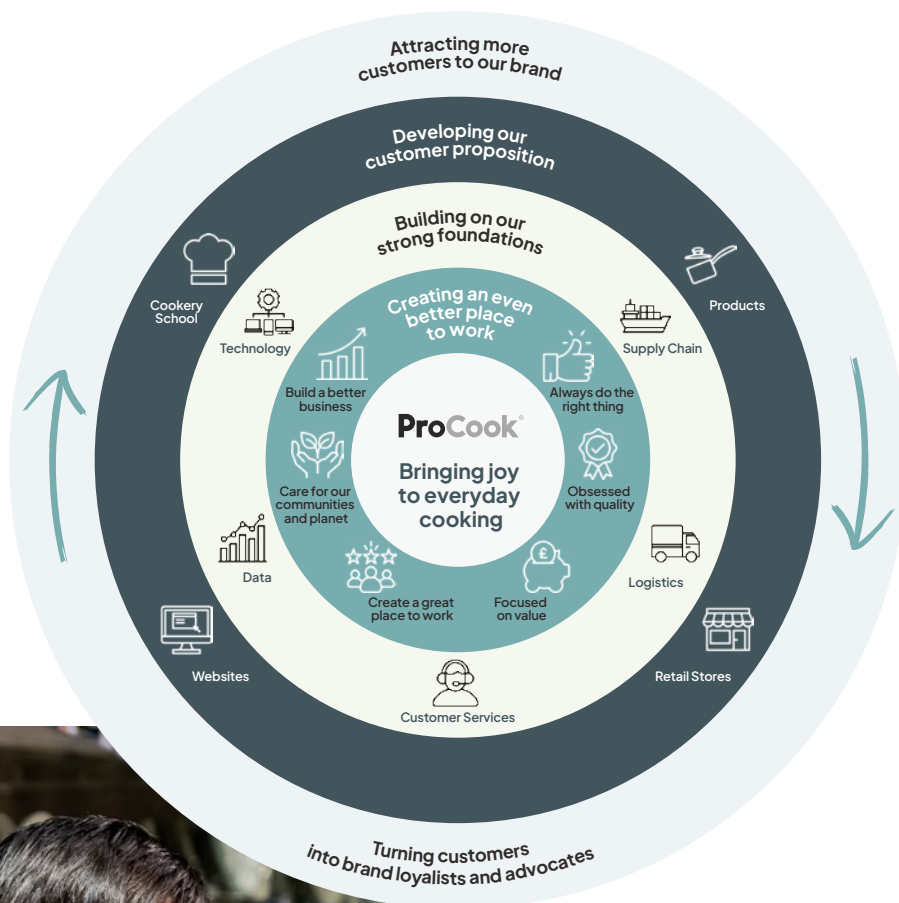 Attracting more
customers to our brand
Developing our
customer proposition
Building on our
strong foundations
Creating an even
better place
to work
Cookery
School
Products
Technology
Supply Chain
Build a better
business
Always do the
right thing
ProCook®
Bringing joy
to everyday
cooking
Care for our
communities
and planet
Obsessed
with quality
Data
Logistics
£
Create a great
place to work
Focused
on value
Websites
Retail Stores
Customer Services
Turning customers
into brand loyalists and advocates